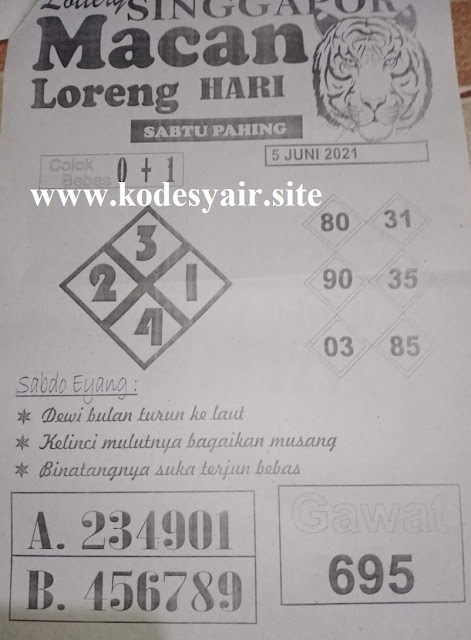 Lottery SINGGAPOR
Macan
Loreng HARI
SABTU PAHING
5 JUNI 2021
Colok
Bebas 0 + 1
www.kodesyair.site
3
2 1
4
80 31
90 35
03 85
Sabdo Eyang :
✶ Dewi bulan turun ke laut
✶ Kelinci mulutnya bagaikan musang
✶ Binatangnya suka terjun bebas
A. 234901
B. 456789
Gawat
695